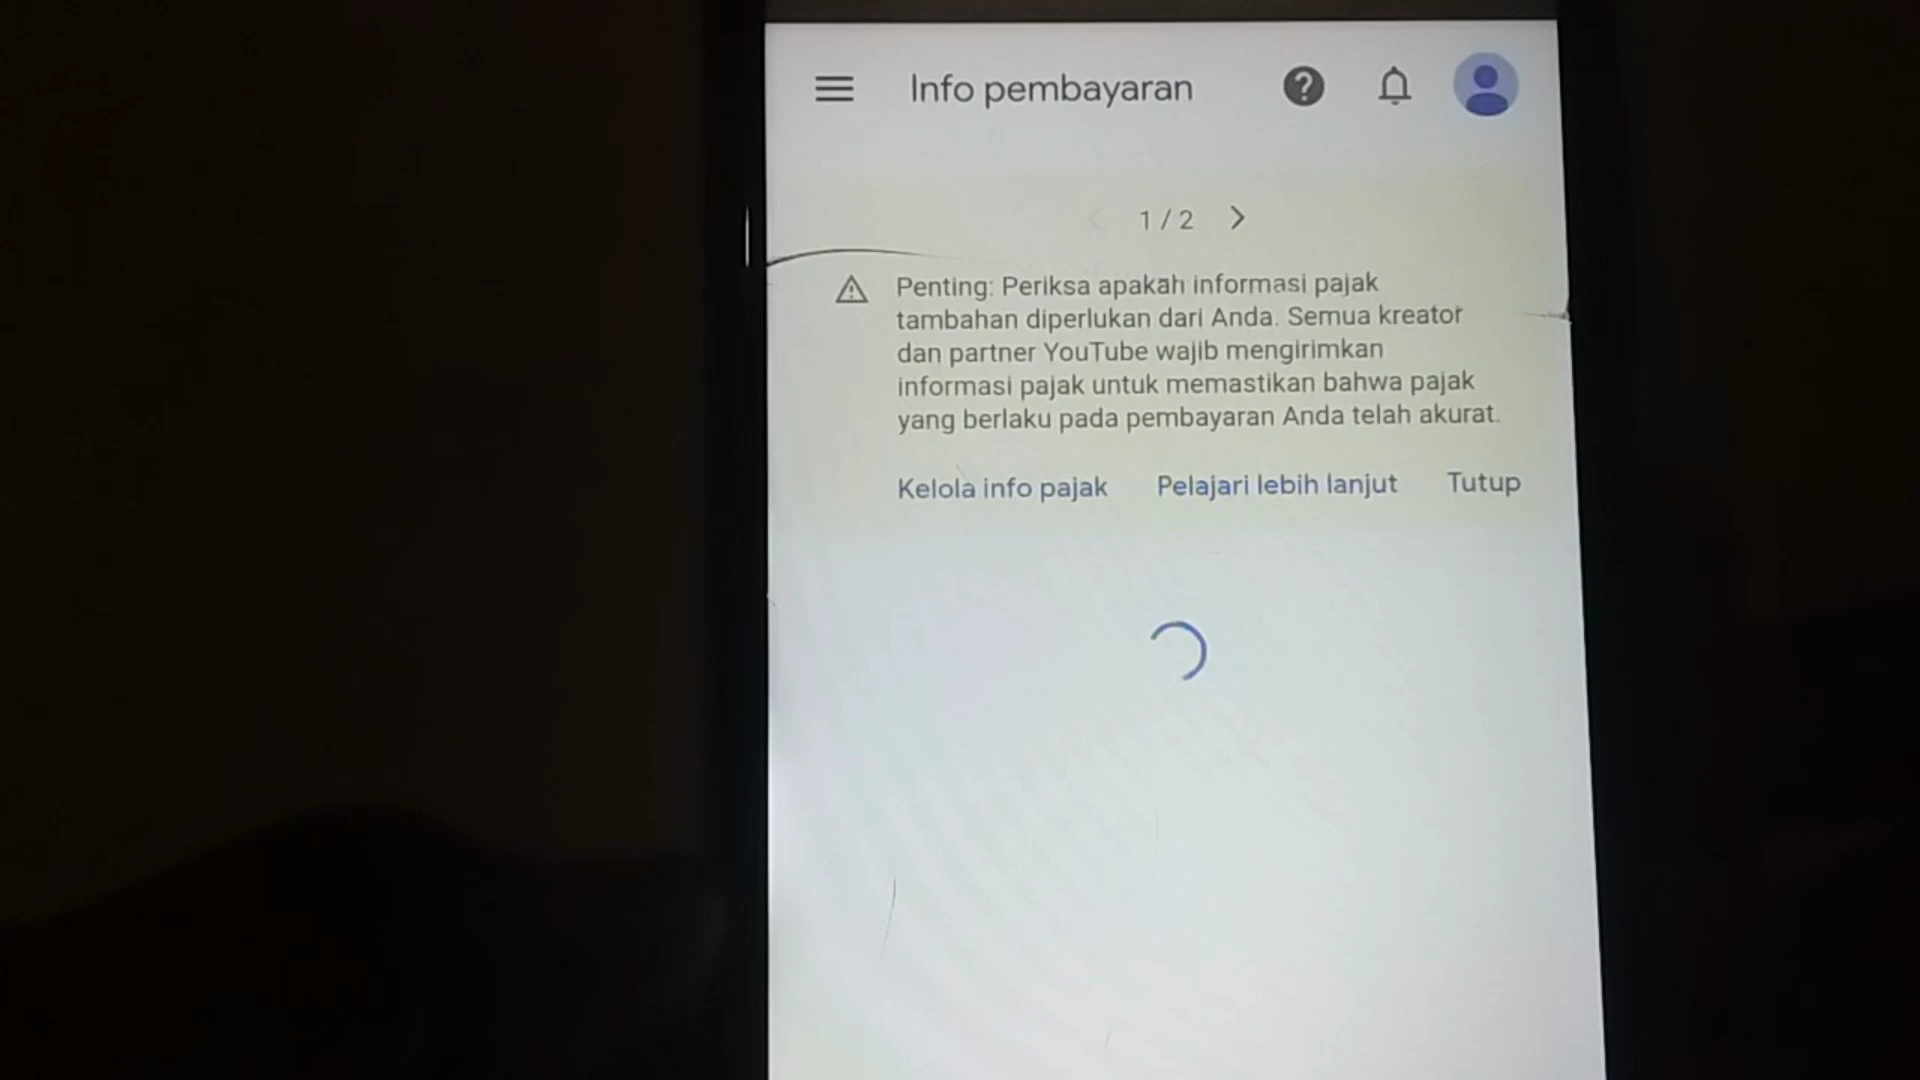 Info pembayaran
1 / 2
Penting: Periksa apakah informasi pajak
tambahan diperlukan dari Anda. Semua kreator
dan partner YouTube wajib mengirimkan
informasi pajak untuk memastikan bahwa pajak
yang berlaku pada pembayaran Anda telah akurat.
Kelola info pajak Pelajari lebih lanjut Tutup